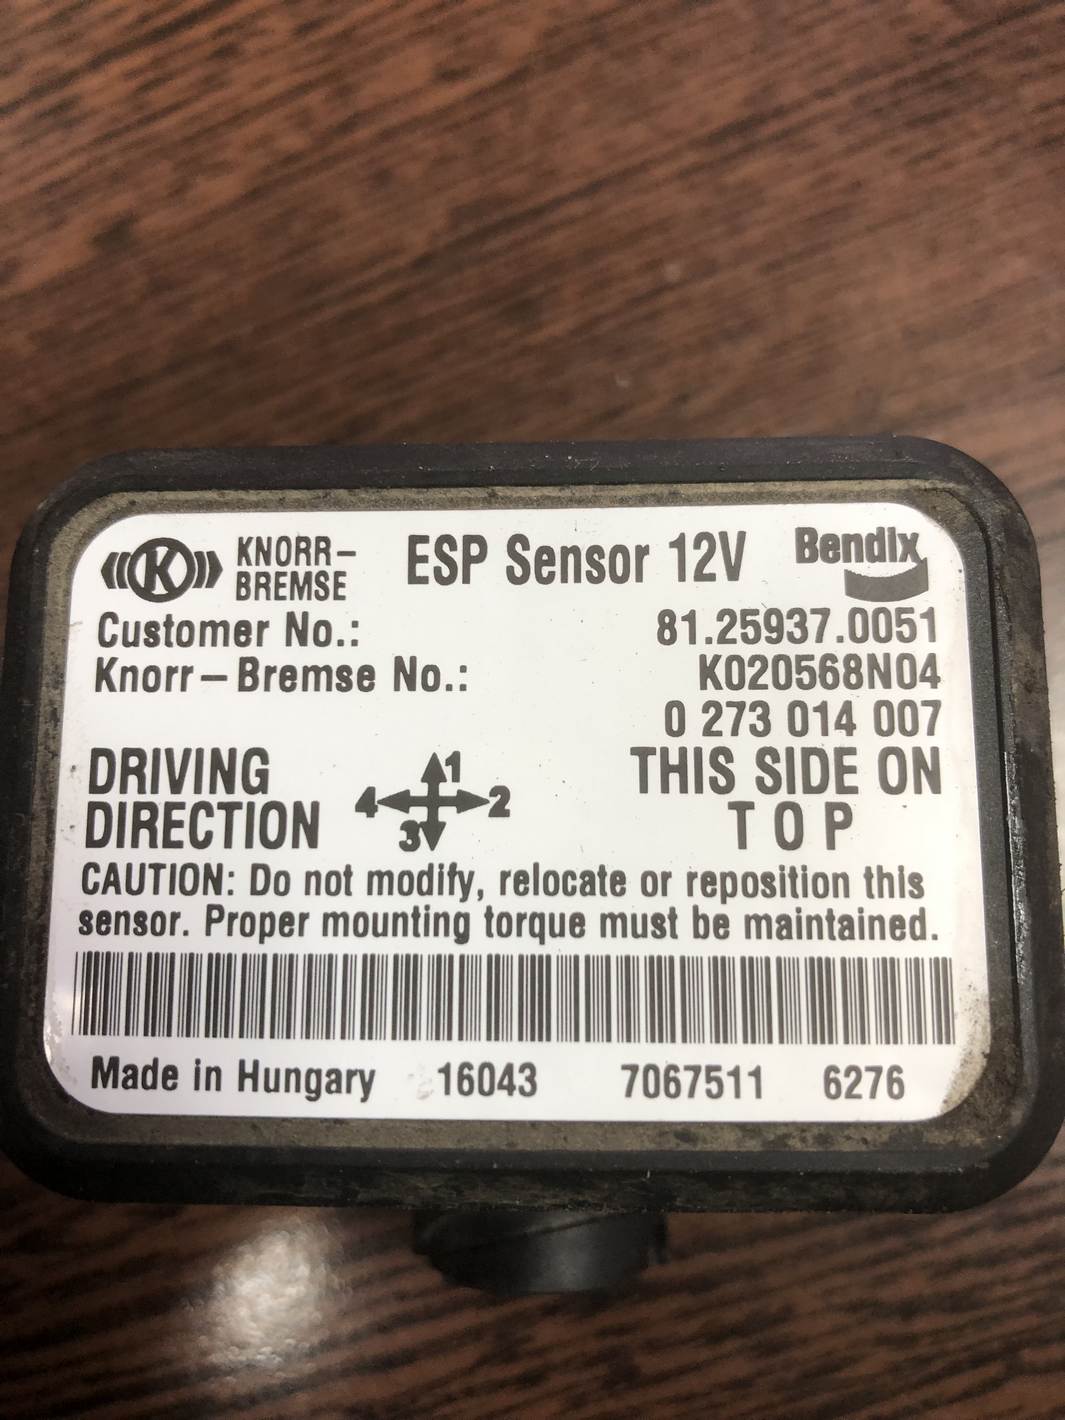 K KNORR-BREMSE
ESP Sensor 12V
Bendix
Customer No.: 81.25937.0051
Knorr-Bremse No.: K020568N04
0 273 014 007
DRIVING DIRECTION
1
4 2
3
THIS SIDE ON
TOP
CAUTION: Do not modify, relocate or reposition this
sensor. Proper mounting torque must be maintained.
Made in Hungary 16043 7067511 6276